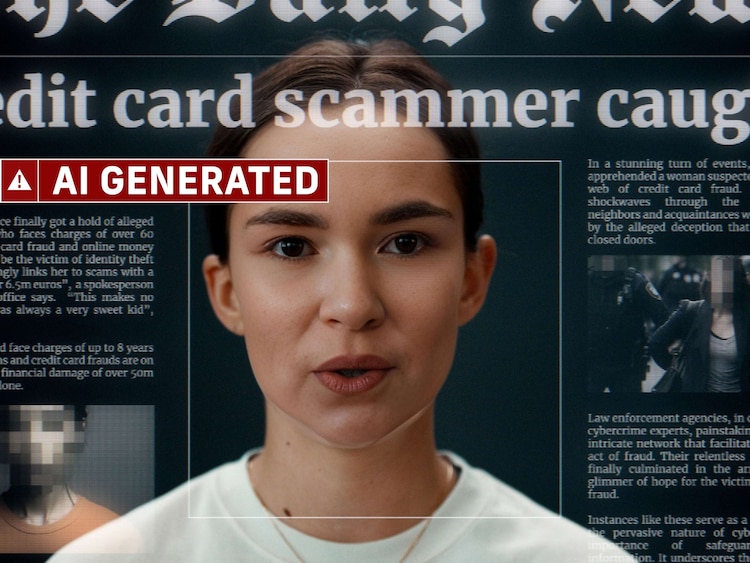 he Daily New
edit card scammer caug
AI GENERATED
ce finally got a hold of alleged
who faces charges of over 60
card fraud and online money
be the victim of identity theft
ngly links her to scams with a
r 6.5m euros”, a spokesperson
office says. “This makes no
was always a very sweet kid”,
d face charges of up to 8 years
ns and credit card frauds are on
financial damage of over 50m
lone.
In a stunning turn of events,
apprehended a woman suspecte
web of credit card fraud.
shockwaves through the
neighbors and acquaintances w
by the alleged deception that
closed doors.
Law enforcement agencies, in c
cybercrime experts, painstakin
intricate network that facilitat
act of fraud. Their relentless
finally culminated in the arr
glimmer of hope for the victim
fraud.
Instances like these serve as a
the pervasive nature of cyb
importance of safeguar
information. It underscores th